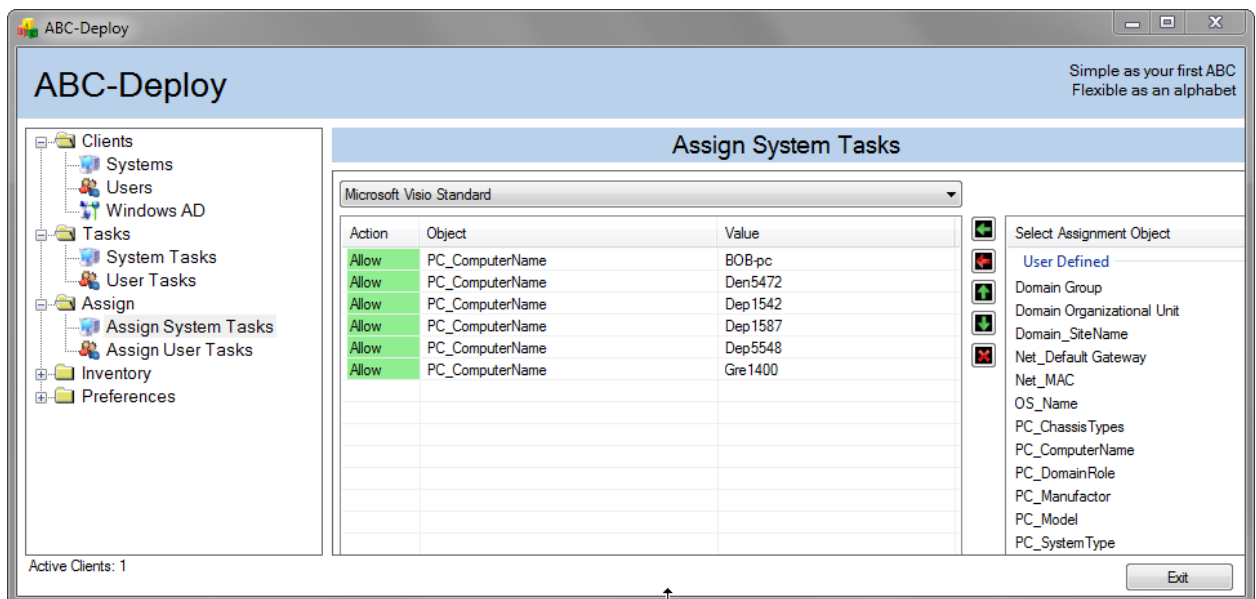 ABC-Deploy
ABC-Deploy
Simple as your first ABC
Flexible as an alphabet
Clients
Systems
Users
Windows AD
Tasks
System Tasks
User Tasks
Assign
Assign System Tasks
Assign User Tasks
Inventory
Preferences
Assign System Tasks
Microsoft Visio Standard
Action Object Value
Allow PC_ComputerName BOB-pc
Allow PC_ComputerName Den5472
Allow PC_ComputerName Dep1542
Allow PC_ComputerName Dep1587
Allow PC_ComputerName Dep5548
Allow PC_ComputerName Gre1400
Select Assignment Object
User Defined
Domain Group
Domain Organizational Unit
Domain_SiteName
Net_Default Gateway
Net_MAC
OS_Name
PC_ChassisTypes
PC_ComputerName
PC_DomainRole
PC_Manufactor
PC_Model
PC_SystemType
Active Clients: 1
Exit